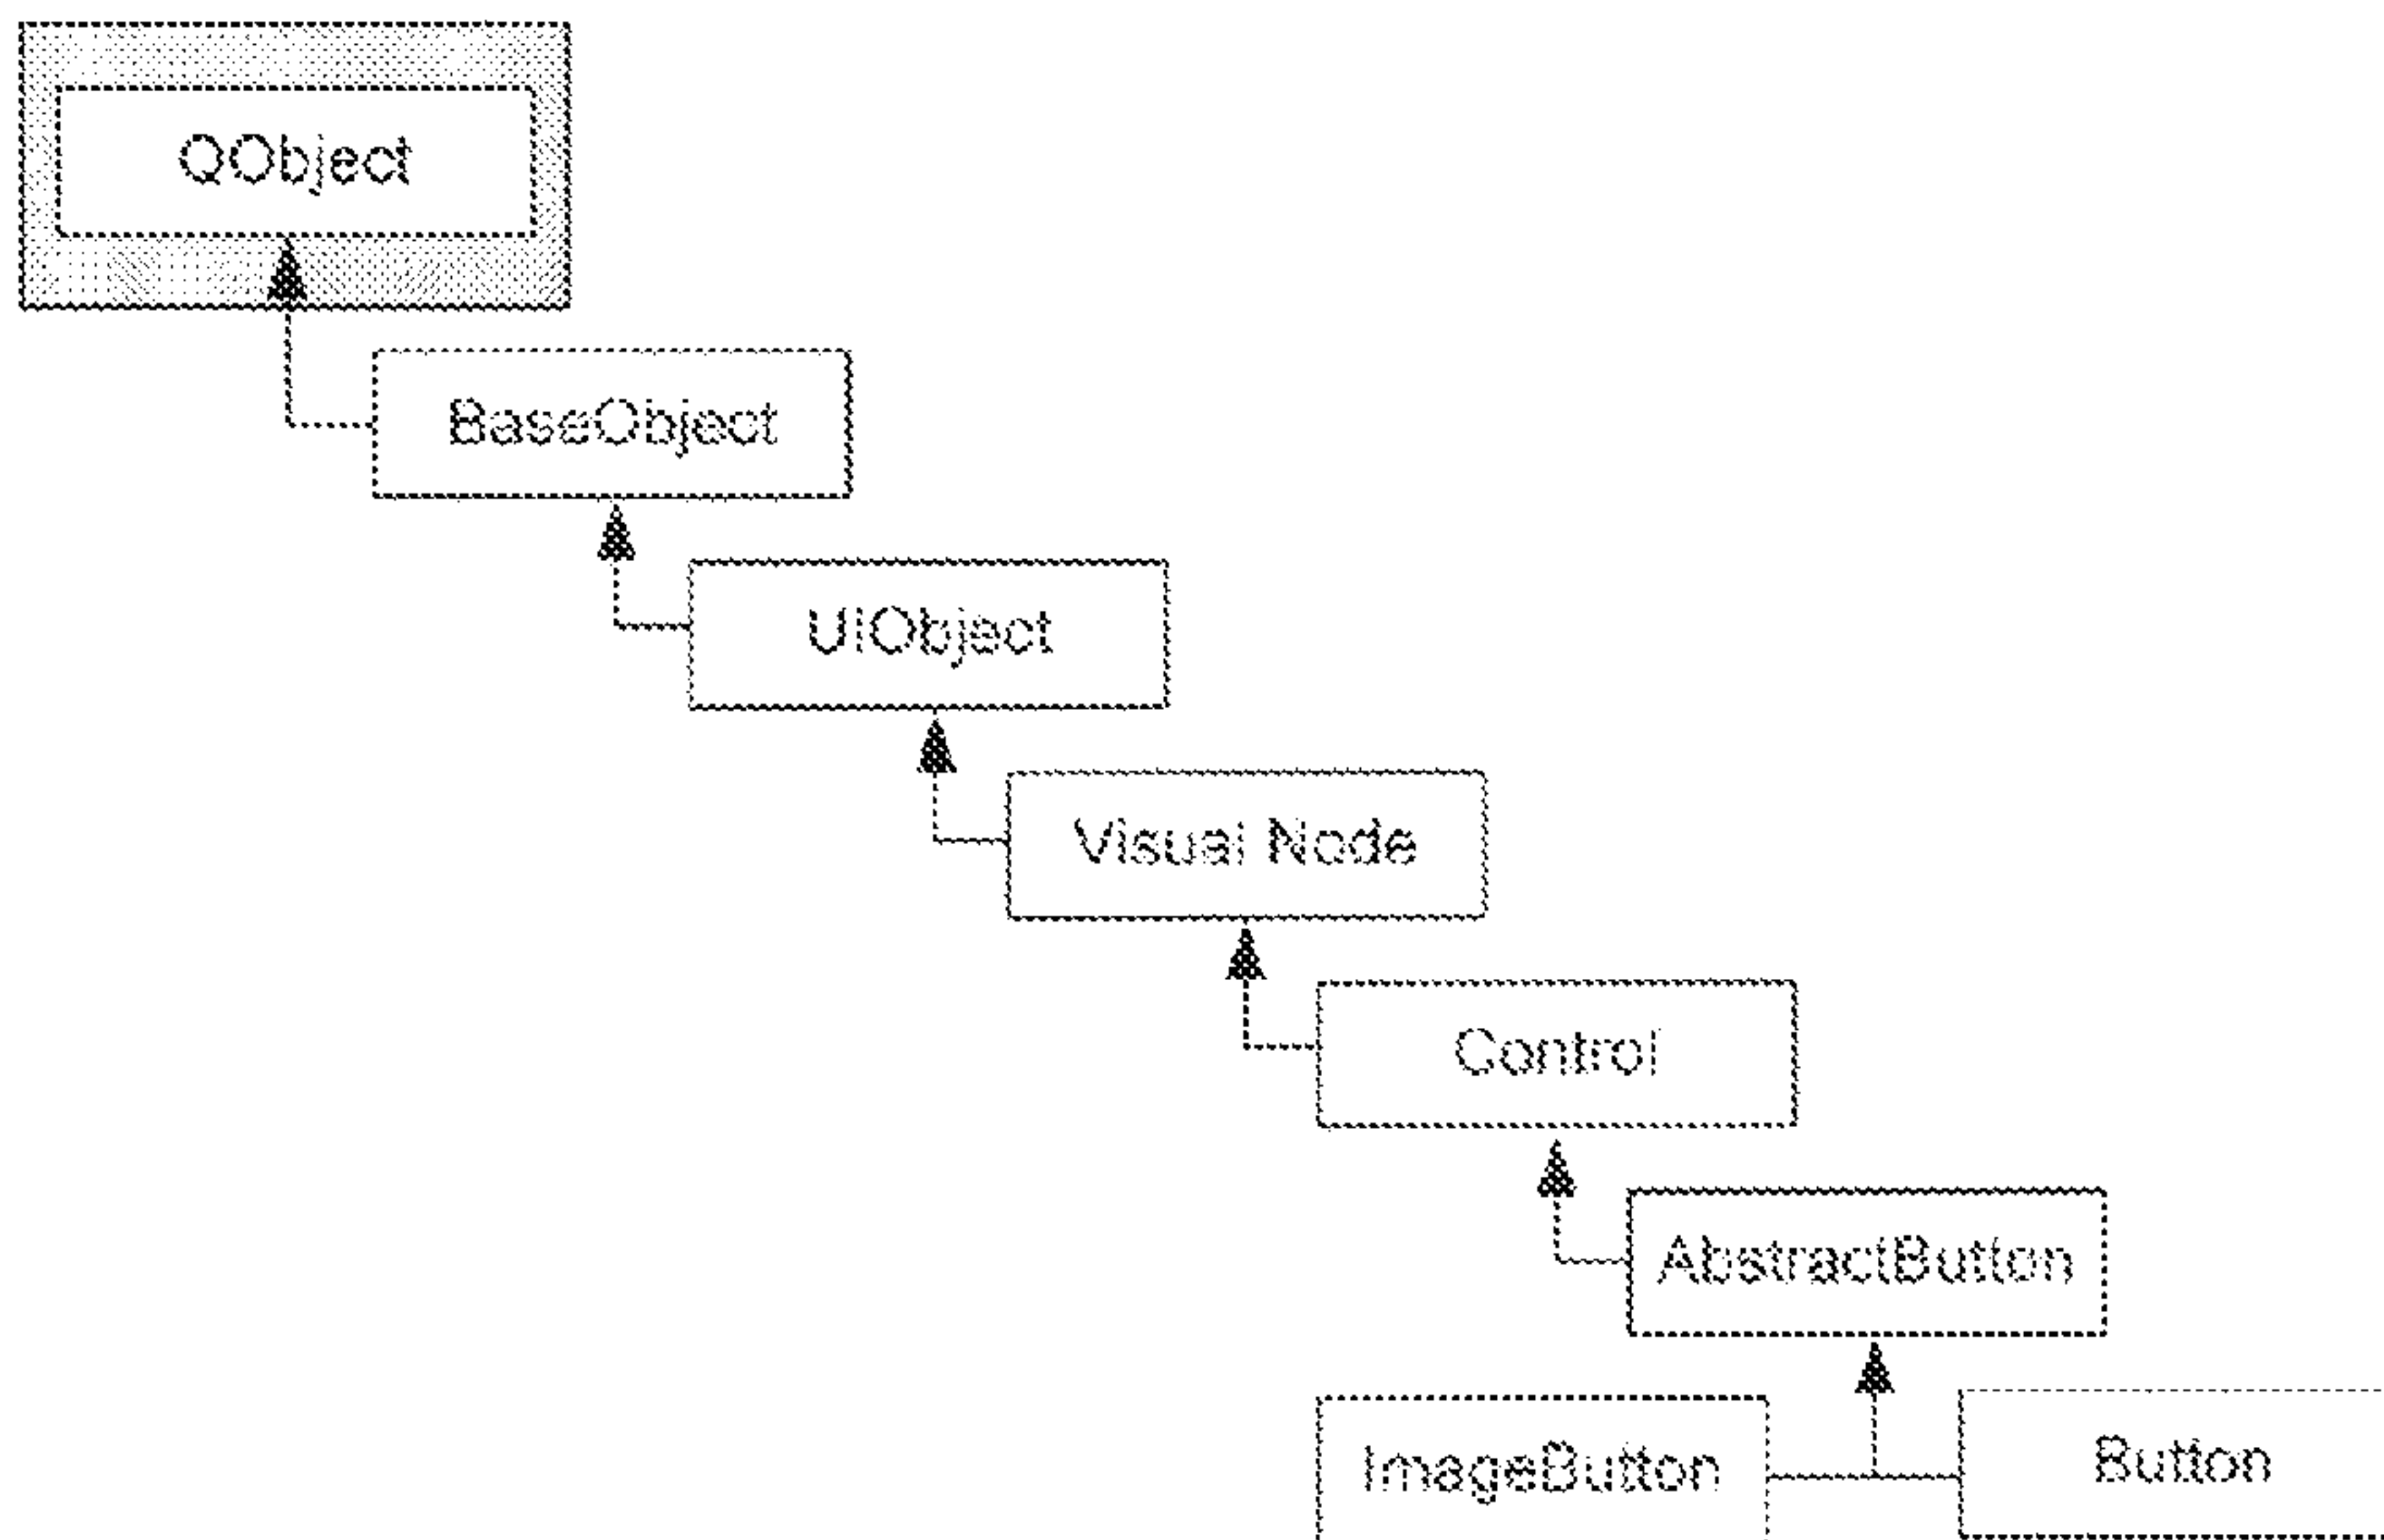 QObject
BaseObject
UIObject
Visual Node
Control
AbstractButton
ImageButton
Button